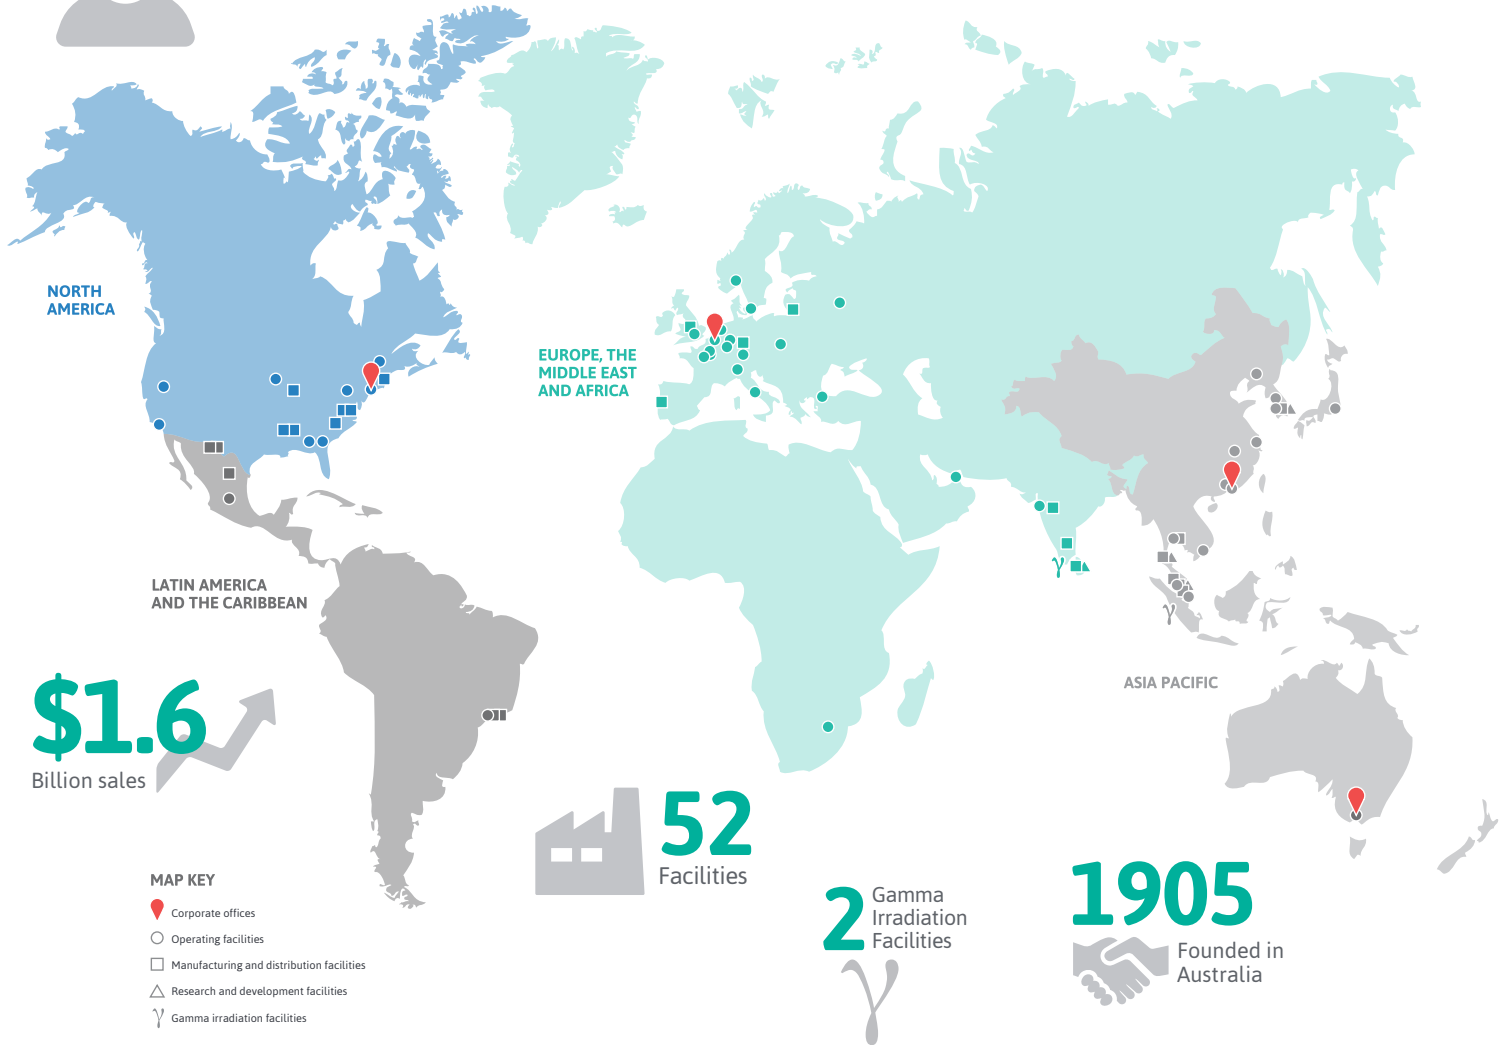 NORTH
AMERICA
EUROPE, THE
MIDDLE EAST
AND AFRICA
LATIN AMERICA
AND THE CARIBBEAN
ASIA PACIFIC
$1.6
Billion sales
52
Facilities
2
Gamma
Irradiation
Facilities
γ
1905
Founded in
Australia
MAP KEY
Corporate offices
Operating facilities
Manufacturing and distribution facilities
Research and development facilities
γ Gamma irradiation facilities